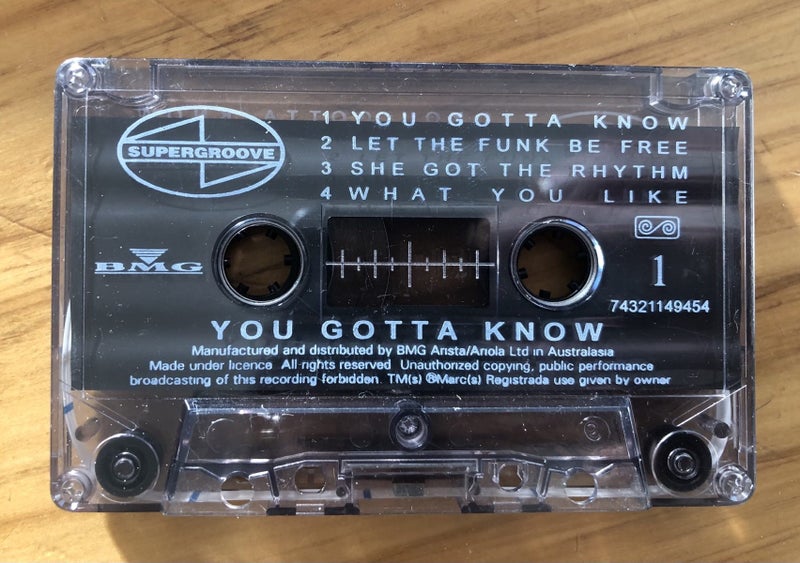 SUPERGROOVE
1 YOU GOTTA KNOW
2 LET THE FUNK BE FREE
3 SHE GOT THE RHYTHM
4 WHAT YOU LIKE
BMG
1
74321149454
YOU GOTTA KNOW
Manufactured and distributed by BMG Arista/Ariola Ltd in Australasia
Made under licence All rights reserved Unauthorized copying, public performance
broadcasting of this recording forbidden. TM(s) ®Marc(s) Registrada use given by owner